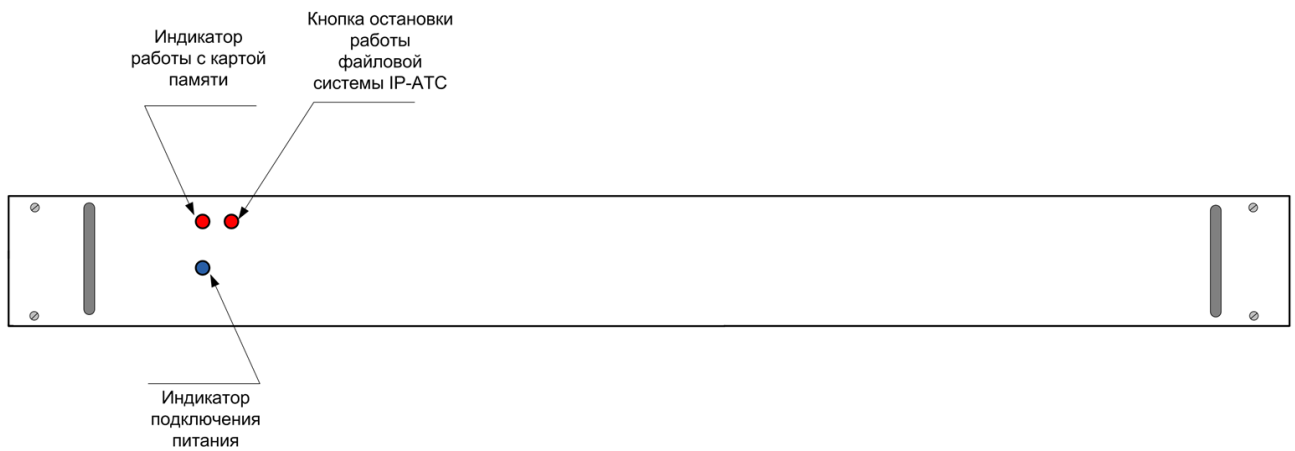 Индикатор
работы с картой
памяти
Кнопка остановки
работы
файловой
системы IP-АТС
Индикатор
подключения
питания